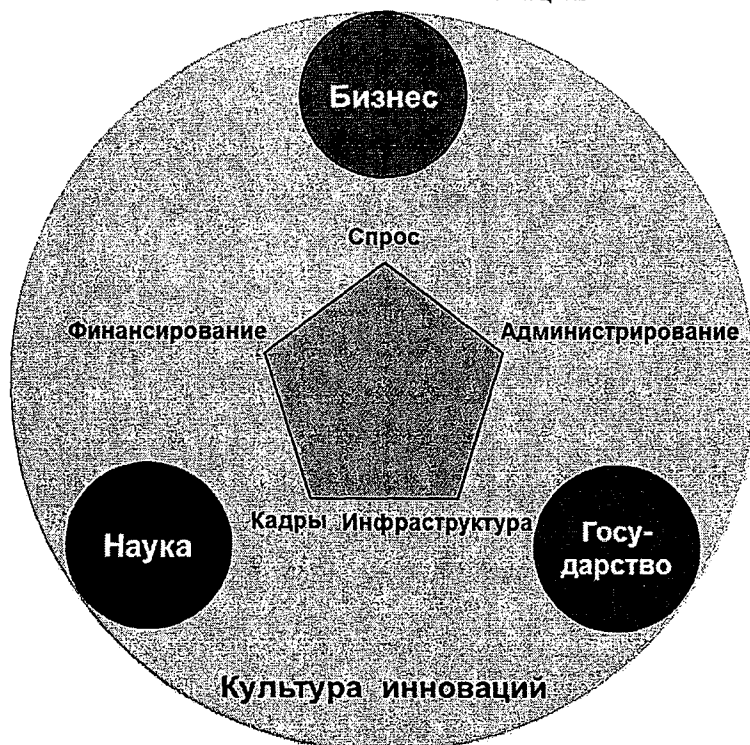 Бизнес
Спрос
Финансирование
Администрирование
Кадры
Инфраструктура
Наука
Госу-
дарство
Культура инноваций